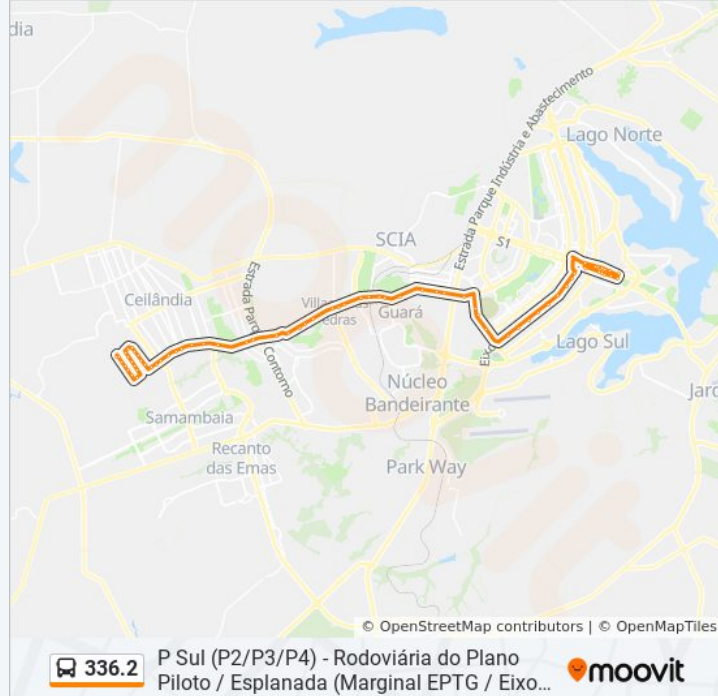 dia
Estrada Parque Indústria e Abastecimento
Lago Norte
SCIA
S1
Ceilândia
Estrada Parque Contorno
Guará
Lago Sul
Eixo
Núcleo
Bandeirante
Jard
Samambaia
Recanto
das Emas
Park Way
© OpenStreetMap contributors | © OpenMapTiles
336.2
P Sul (P2/P3/P4) - Rodoviária do Plano
Piloto / Esplanada (Marginal EPTG / Eixo...
moovit